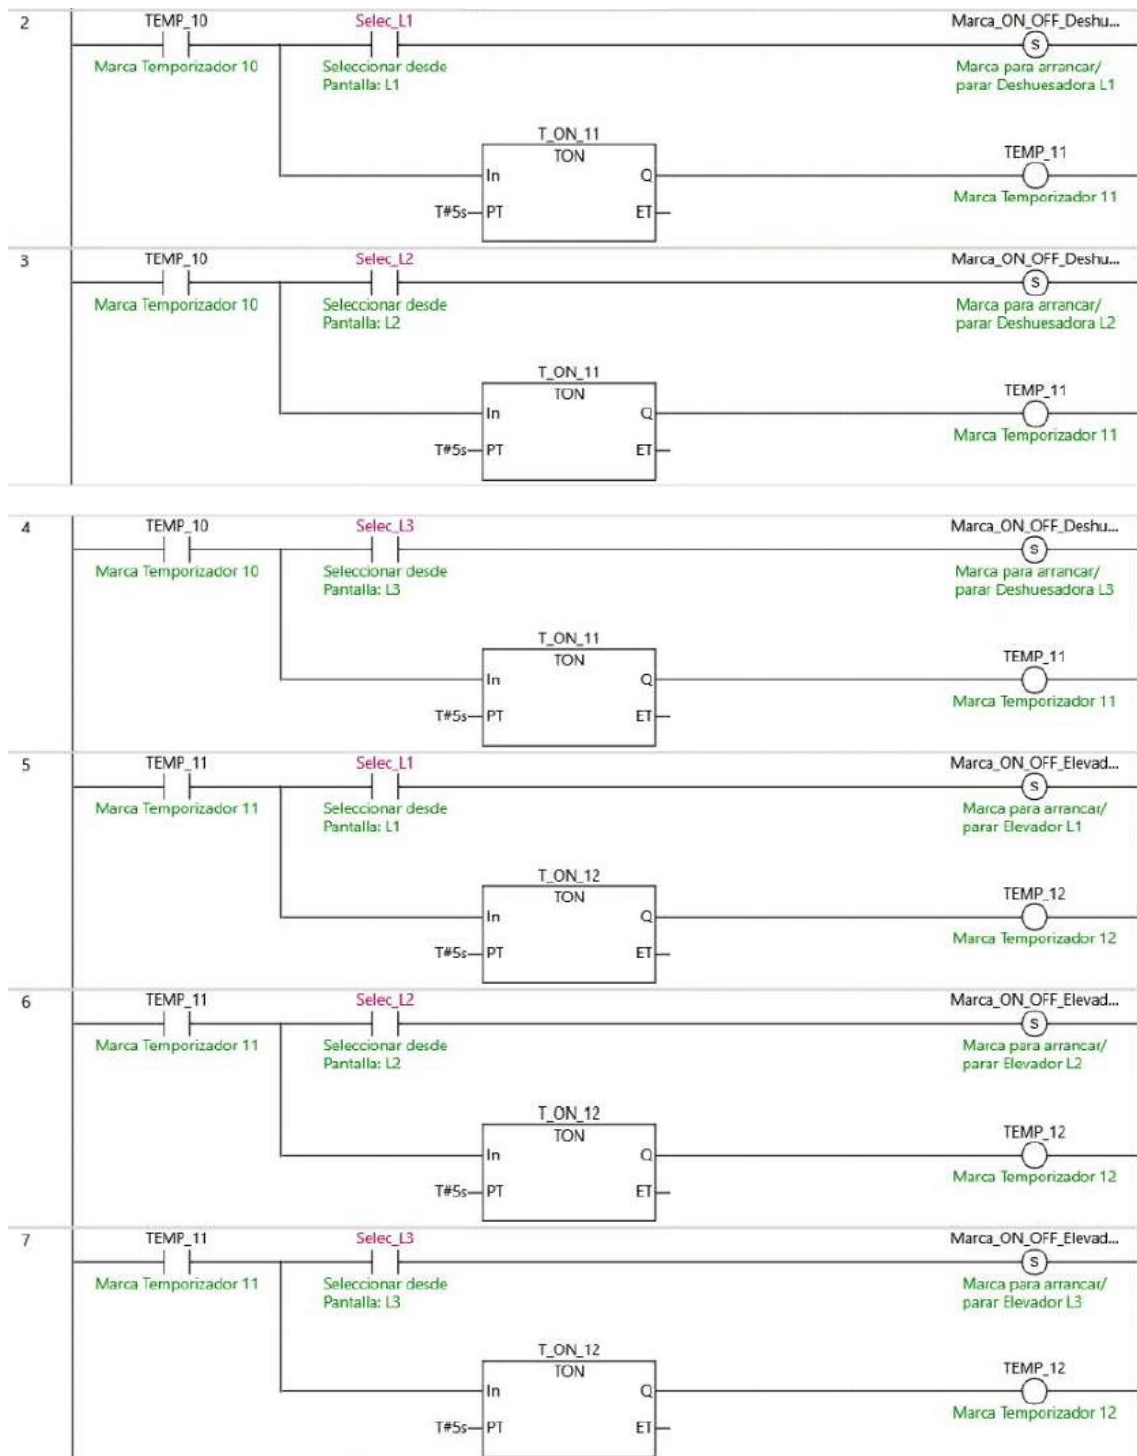 2
TEMP_10 Selec_L1 Marca_ON_OFF_Deshu...
S
Marca Temporizador 10 Seleccionar desde Marca para arrancar/
Pantalla: L1 parar Deshuesadora L1
T_ON_11
TON TEMP_11
In Q
Marca Temporizador 11
T#5s PT ET
3
TEMP_10 Selec_L2 Marca_ON_OFF_Deshu...
S
Marca Temporizador 10 Seleccionar desde Marca para arrancar/
Pantalla: L2 parar Deshuesadora L2
T_ON_11
TON TEMP_11
In Q
Marca Temporizador 11
T#5s PT ET
4
TEMP_10 Selec_L3 Marca_ON_OFF_Deshu...
S
Marca Temporizador 10 Seleccionar desde Marca para arrancar/
Pantalla: L3 parar Deshuesadora L3
T_ON_11
TON TEMP_11
In Q
Marca Temporizador 11
T#5s PT ET
5
TEMP_11 Selec_L1 Marca_ON_OFF_Elevad...
S
Marca Temporizador 11 Seleccionar desde Marca para arrancar/
Pantalla: L1 parar Elevador L1
T_ON_12
TON TEMP_12
In Q
Marca Temporizador 12
T#5s PT ET
6
TEMP_11 Selec_L2 Marca_ON_OFF_Elevad...
S
Marca Temporizador 11 Seleccionar desde Marca para arrancar/
Pantalla: L2 parar Elevador L2
T_ON_12
TON TEMP_12
In Q
Marca Temporizador 12
T#5s PT ET
7
TEMP_11 Selec_L3 Marca_ON_OFF_Elevad...
S
Marca Temporizador 11 Seleccionar desde Marca para arrancar/
Pantalla: L3 parar Elevador L3
T_ON_12
TON TEMP_12
In Q
Marca Temporizador 12
T#5s PT ET